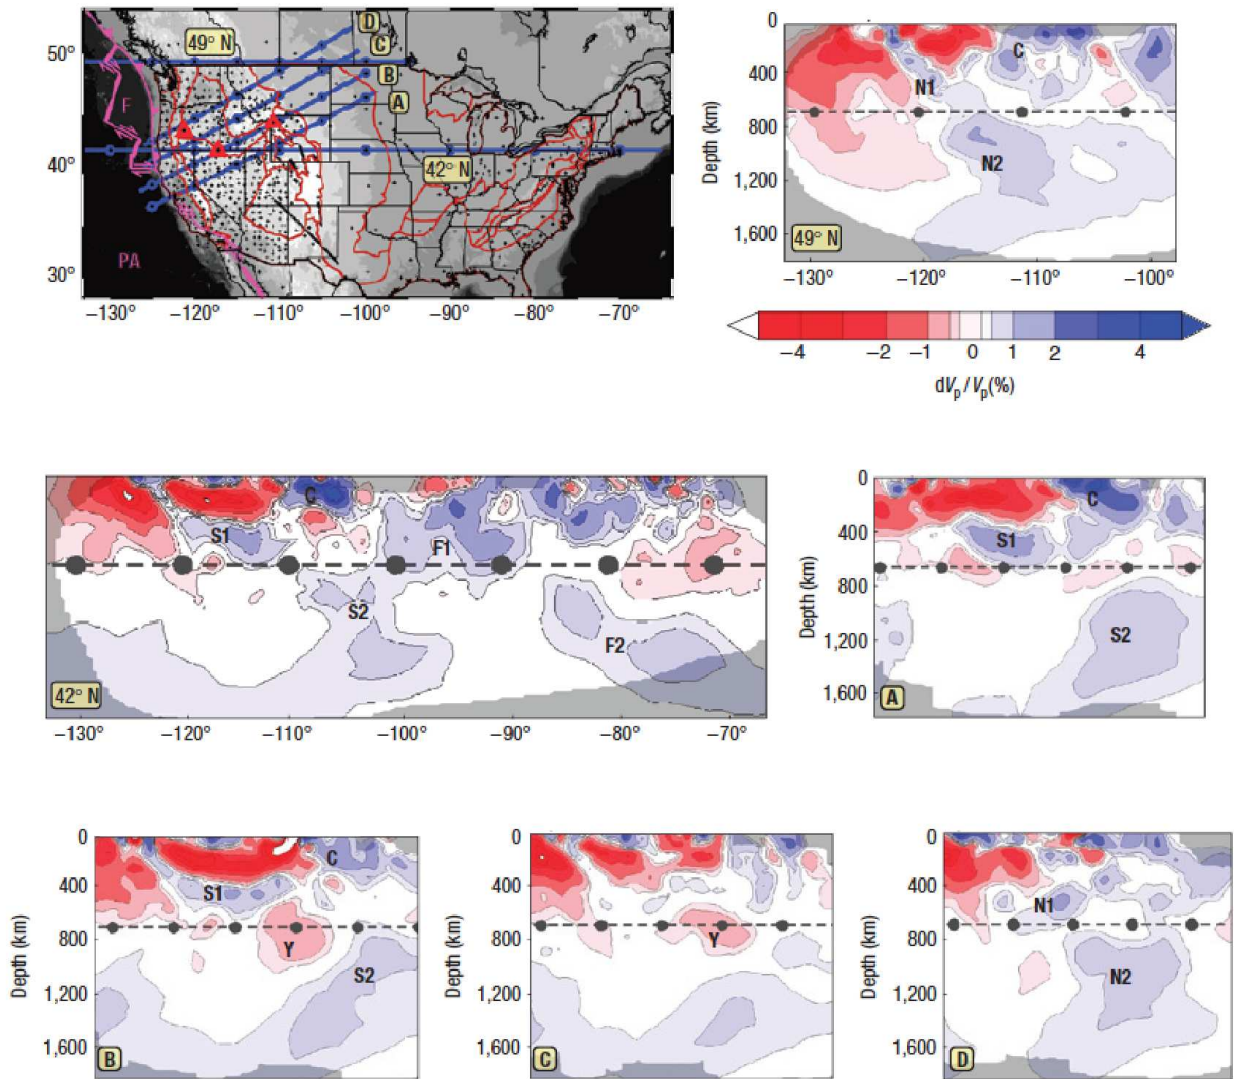 50°
40°
30°
49° N
D
C
B
A
42° N
F
PA
−130° −120° −110° −100° −90° −80° −70°
0
400
800
1,200
1,600
Depth (km)
N1
C
N2
49° N
−130° −120° −110° −100°
−4 −2 −1 0 1 2 4
dVp/Vp(%)
C
S1
F1
S2
F2
42° N
−130° −120° −110° −100° −90° −80° −70°
0
400
800
1,200
1,600
Depth (km)
C
S1
S2
A
0
400
800
1,200
1,600
Depth (km)
C
S1
Y
S2
B
0
400
800
1,200
1,600
Depth (km)
Y
C
0
400
800
1,200
1,600
Depth (km)
N1
N2
D